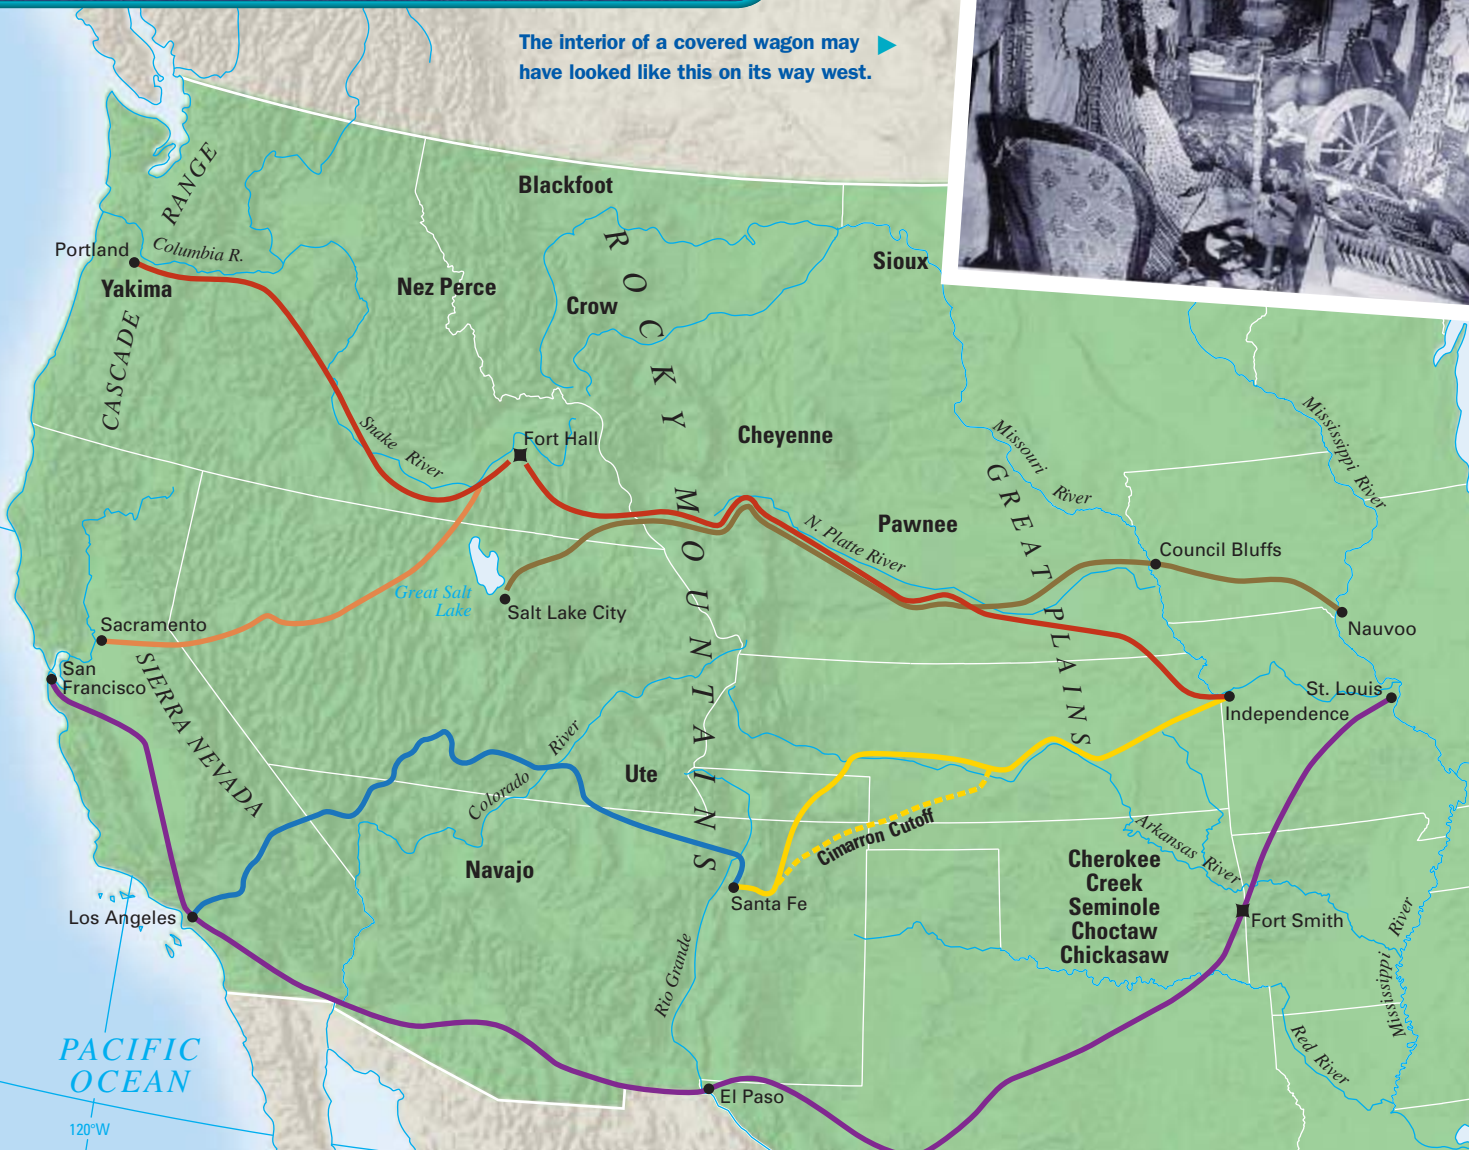 The interior of a covered wagon may
have looked like this on its way west.
CASCADE RANGE
Blackfoot
Portland
Columbia R.
Yakima
Nez Perce
Crow
Sioux
ROCKY MOUNTAINS
Snake River
Fort Hall
Cheyenne
Missouri River
Mississippi River
GREAT PLAINS
Pawnee
N. Platte River
Council Bluffs
Great Salt
Lake
Salt Lake City
Nauvoo
Sacramento
San
Francisco
SIERRA NEVADA
St. Louis
Independence
Colorado River
Ute
Cimarron Cutoff
Arkansas River
Navajo
Cherokee
Creek
Seminole
Choctaw
Chickasaw
Santa Fe
Los Angeles
Fort Smith
Rio Grande
Mississippi River
Red River
PACIFIC
OCEAN
El Paso
120°W